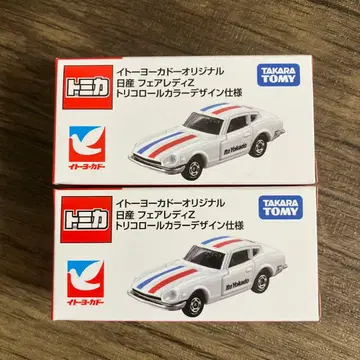 トミカ
イトーヨーカドーオリジナル
日産 フェアレディZ
トリコロールカラーデザイン仕様
TAKARA
TOMY
イトーヨーカドー
Ito Yokado
トミカ
イトーヨーカドーオリジナル
日産 フェアレディZ
トリコロールカラーデザイン仕様
TAKARA
TOMY
イトーヨーカドー
Ito Yokado